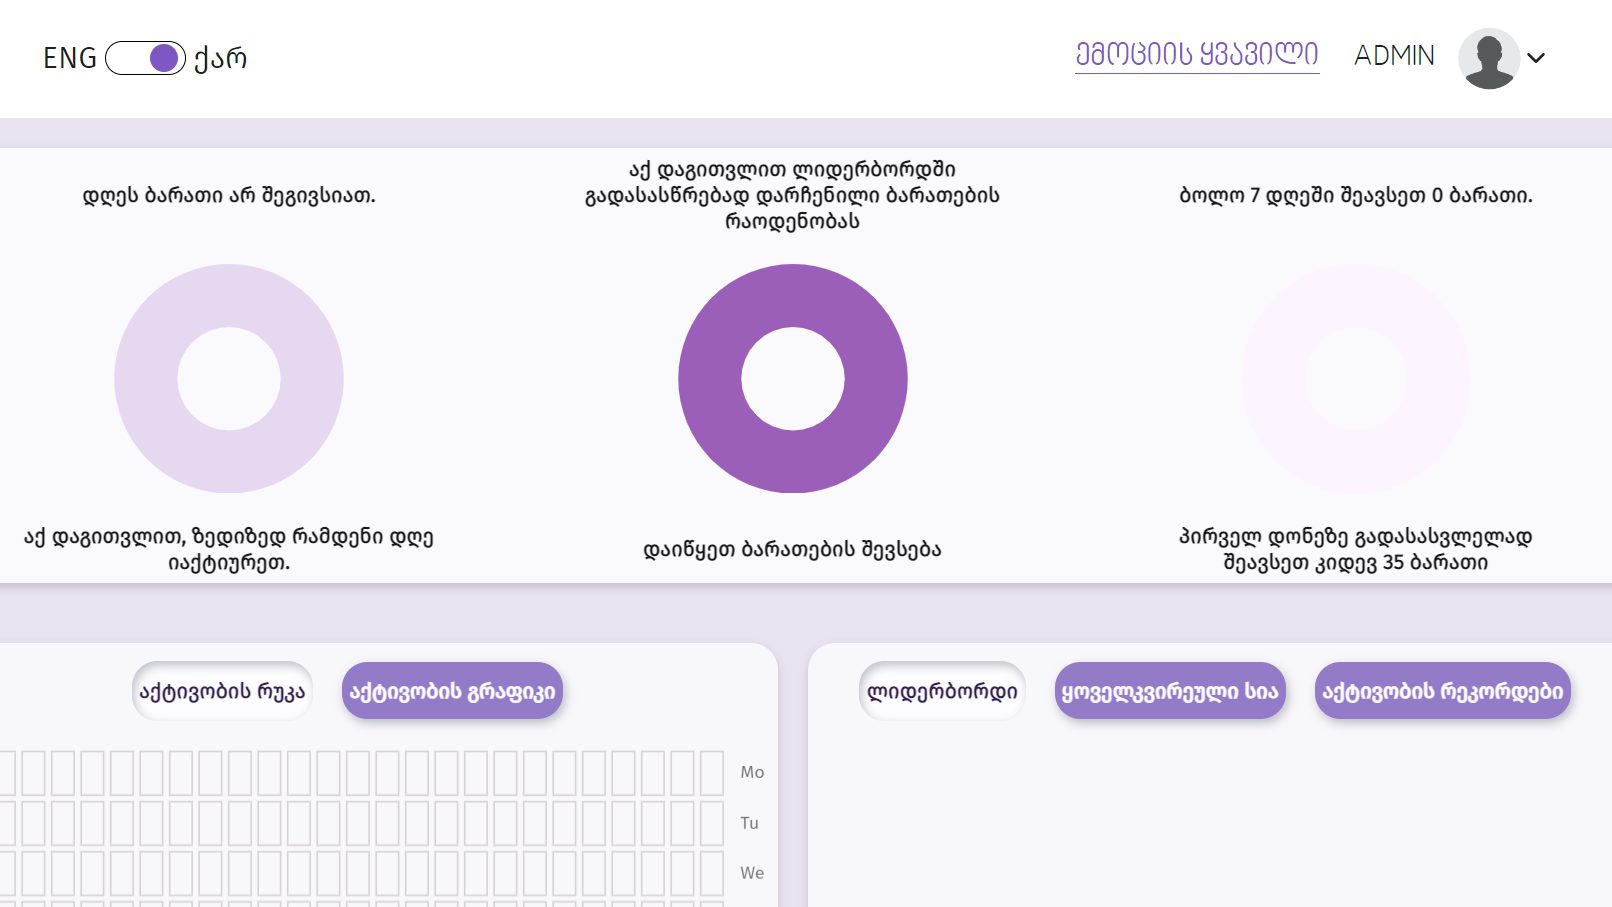 ENG ქარ
ემოციის ყვავილი
ADMIN
დღეს ბარათი არ შეგივსიათ.
აქ დაგითვლით ლიდერბორდში
გადასასწრებად დარჩენილი ბარათების
რაოდენობას
ბოლო 7 დღეში შეავსეთ 0 ბარათი.
აქ დაგითვლით, ზედიზედ რამდენი დღე
იაქტიურეთ.
დაიწყეთ ბარათების შევსება
პირველ დონეზე გადასასვლელად
შეავსეთ კიდევ 35 ბარათი
აქტივობის რუკა
აქტივობის გრაფიკი
ლიდერბორდი
ყოველკვირეული სია
აქტივობის რეკორდები
Mo
Tu
We